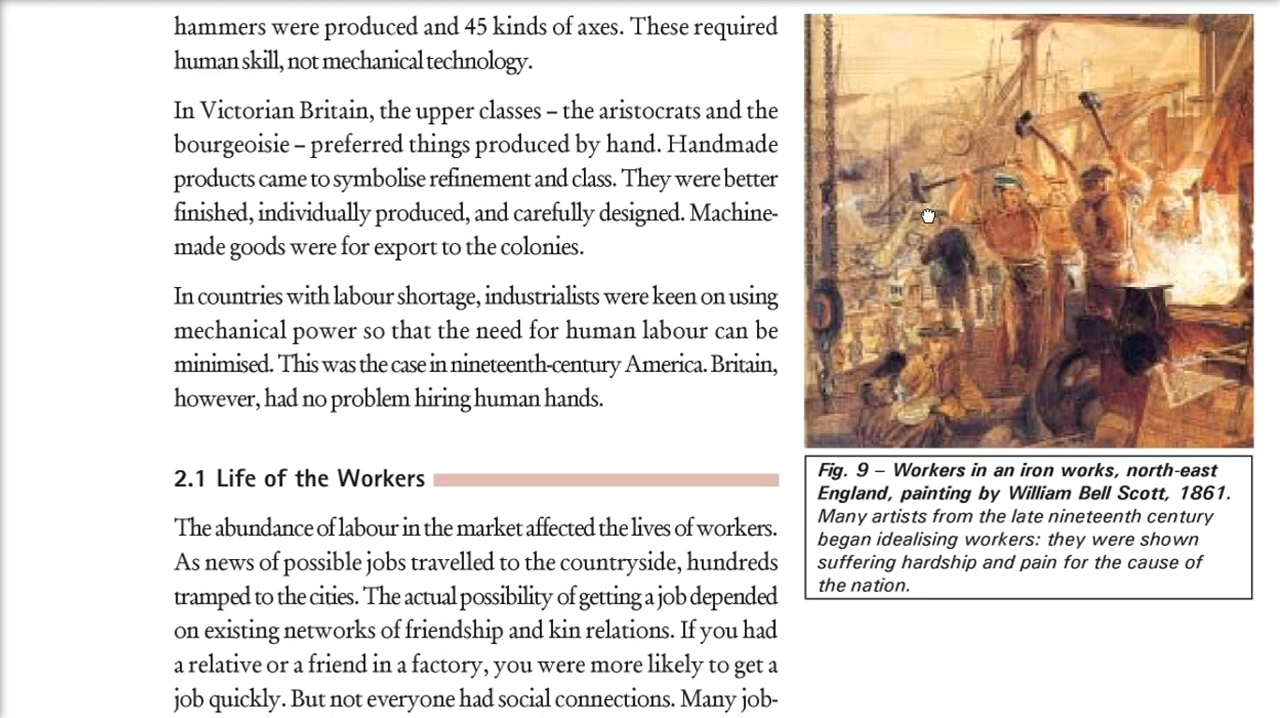 hammers were produced and 45 kinds of axes. These required
human skill, not mechanical technology.
In Victorian Britain, the upper classes – the aristocrats and the
bourgeoisie – preferred things produced by hand. Handmade
products came to symbolise refinement and class. They were better
finished, individually produced, and carefully designed. Machine-
made goods were for export to the colonies.
In countries with labour shortage, industrialists were keen on using
mechanical power so that the need for human labour can be
minimised. This was the case in nineteenth-century America. Britain,
however, had no problem hiring human hands.
2.1 Life of the Workers
The abundance of labour in the market affected the lives of workers.
As news of possible jobs travelled to the countryside, hundreds
tramped to the cities. The actual possibility of getting a job depended
on existing networks of friendship and kin relations. If you had
a relative or a friend in a factory, you were more likely to get a
job quickly. But not everyone had social connections. Many job-
Fig. 9 – Workers in an iron works, north-east
England, painting by William Bell Scott, 1861.
Many artists from the late nineteenth century
began idealising workers: they were shown
suffering hardship and pain for the cause of
the nation.